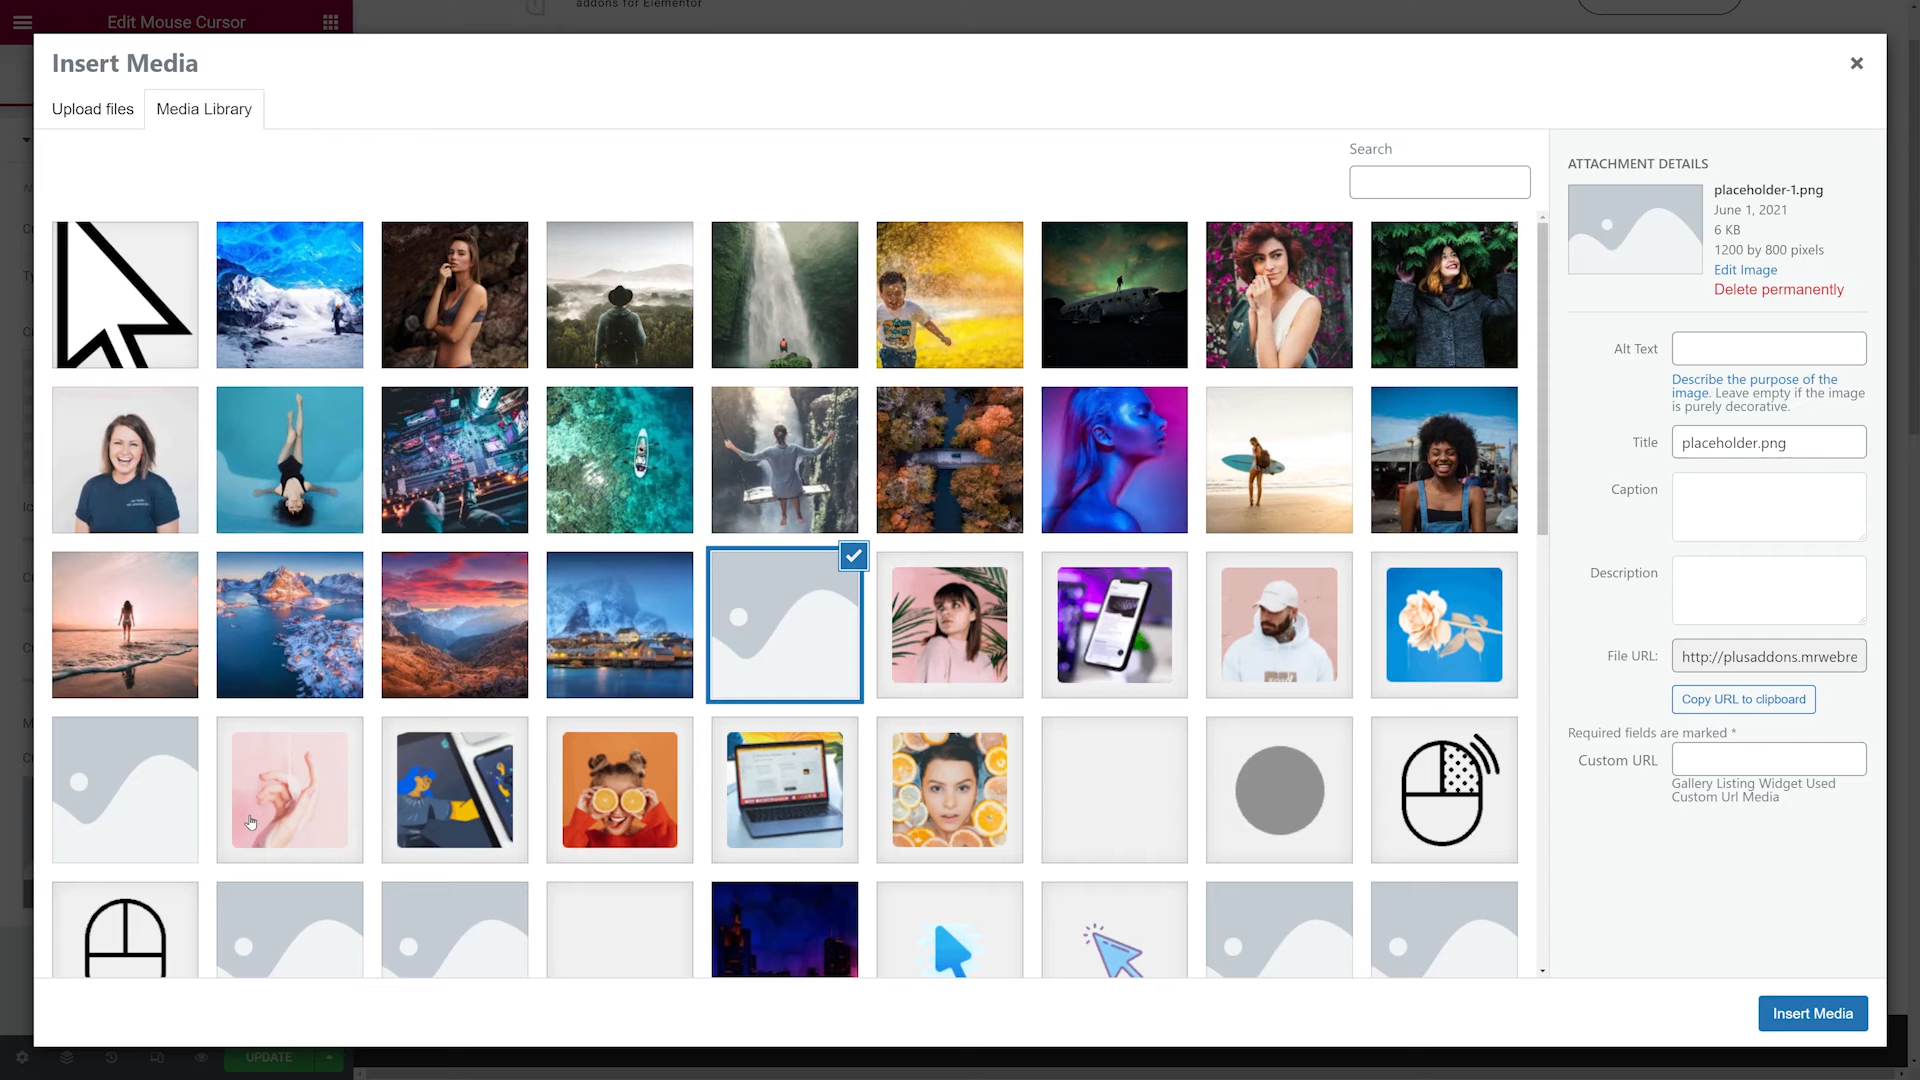 addons for Elementor
Edit Mouse Cursor
Insert Media
Upload files
Media Library
Search
ATTACHMENT DETAILS
placeholder-1.png
June 1, 2021
6 KB
1200 by 800 pixels
Edit Image
Delete permanently
Alt Text
Describe the purpose of the
image. Leave empty if the image
is purely decorative.
Title
placeholder.png
Caption
Description
File URL:
http://plusaddons.mrwebre
Copy URL to clipboard
Required fields are marked *
Custom URL
Gallery Listing Widget Used
Custom Url Media
Insert Media
UPDATE